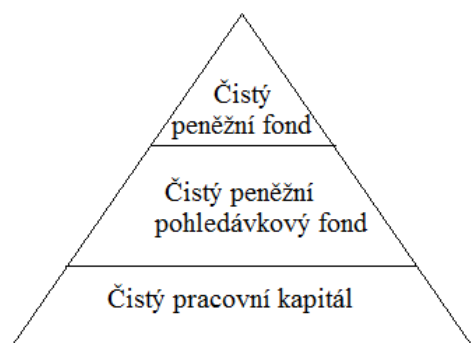 Čistý
peněžní fond
Čistý peněžní
pohledávkový fond
Čistý pracovní kapitál